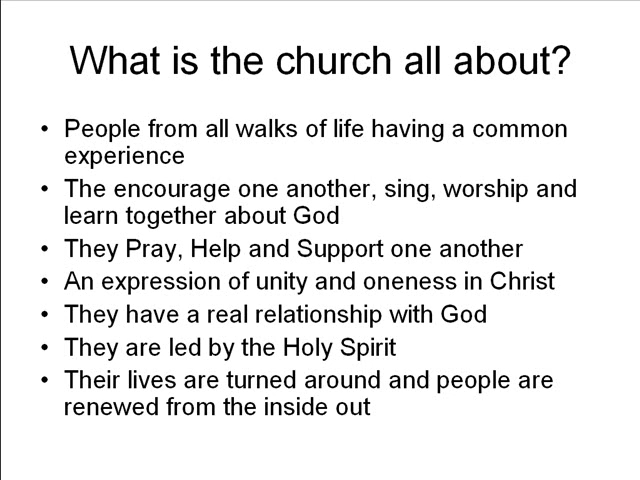 What is the church all about?
• People from all walks of life having a common
experience
• The encourage one another, sing, worship and
learn together about God
• They Pray, Help and Support one another
• An expression of unity and oneness in Christ
• They have a real relationship with God
• They are led by the Holy Spirit
• Their lives are turned around and people are
renewed from the inside out